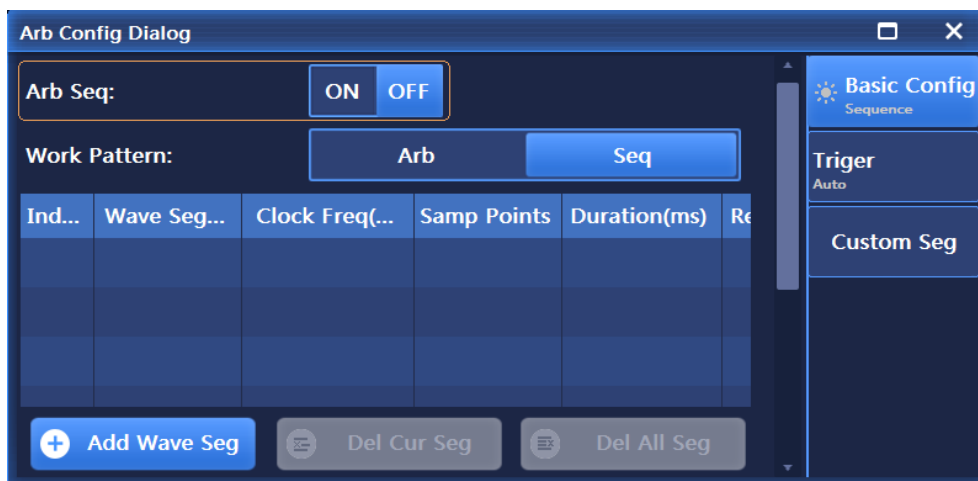 Arb Config Dialog
Arb Seq: ON OFF
Work Pattern: Arb Seq
Ind... Wave Seg... Clock Freq(... Samp Points Duration(ms) Re
Add Wave Seg Del Cur Seg Del All Seg
Basic Config
Sequence
Triger
Auto
Custom Seg